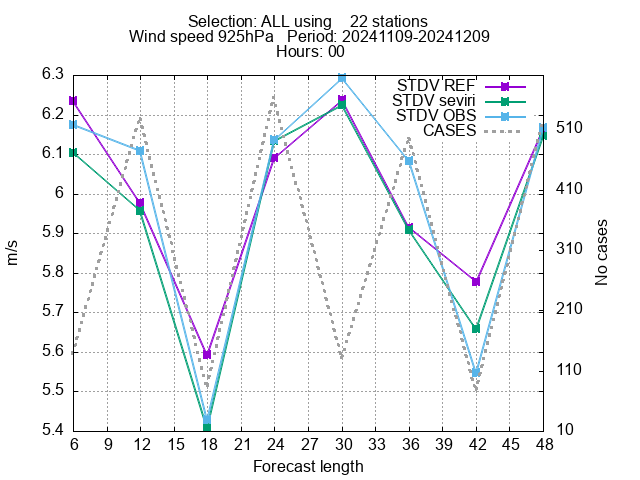 Selection: ALL using    22 stations
Wind speed 925hPa   Period: 20241109-20241209
Hours: 00
STDV REF
STDV seviri
STDV OBS
CASES
6.3
6.2
6.1
6
5.9
5.8
5.7
5.6
5.5
5.4
m/s
510
410
310
210
110
10
No cases
6 9 12 15 18 21 24 27 30 33 36 39 42 45 48
Forecast length